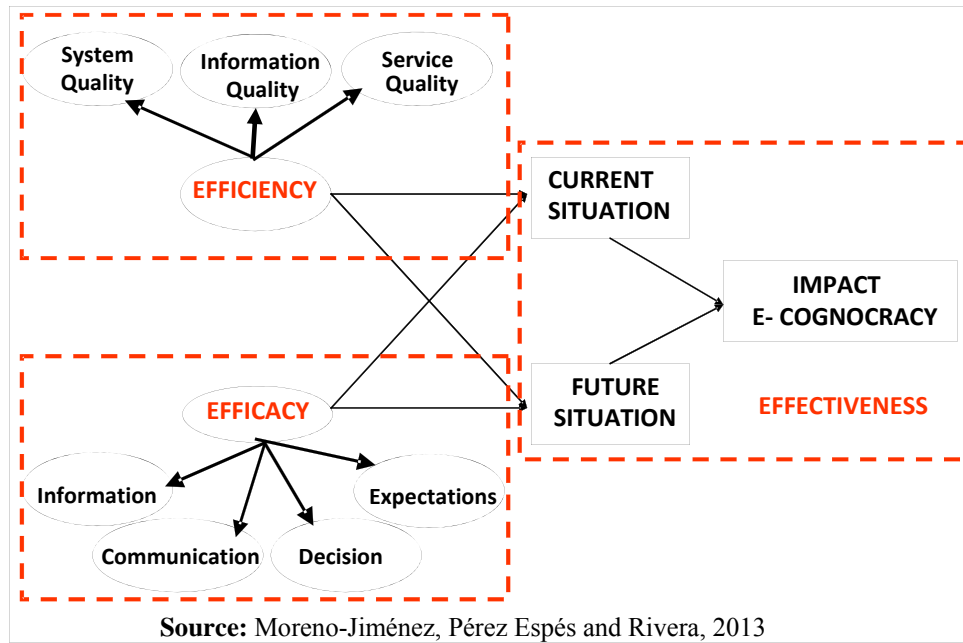 System
Quality
Information
Quality
Service
Quality
EFFICIENCY
CURRENT
SITUATION
IMPACT
E- COGNOCRACY
FUTURE
SITUATION
EFFECTIVENESS
EFFICACY
Information
Expectations
Communication
Decision
Source: Moreno-Jiménez, Pérez Espés and Rivera, 2013